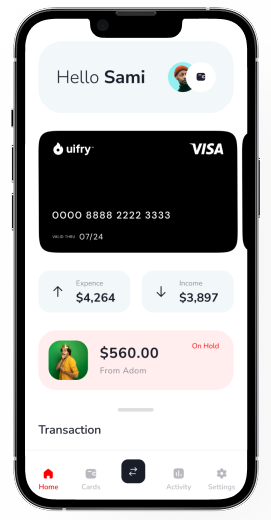 Hello Sami
uifry
VISA
0000 8888 2222 3333
VALID THRU 07/24
Expence
$4,264
Income
$3,897
$560.00
On Hold
From Adom
Transaction
Home Cards Activity Settings